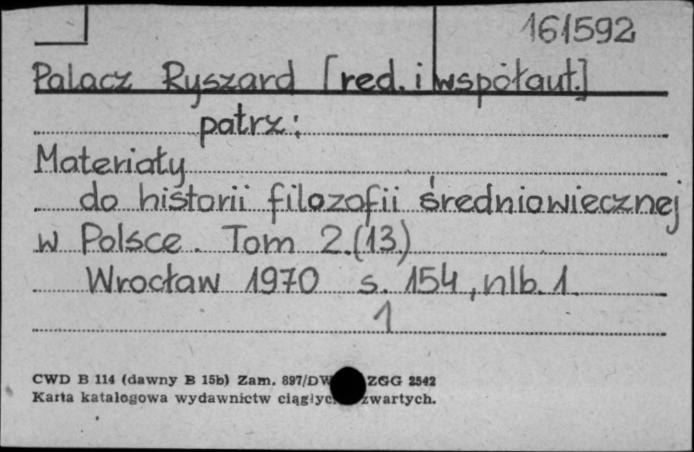 161592
Palacz Ryszard [red. i współaut.]
patrz:
Materiały
do historii filozofii średniowiecznej
w Polsce. Tom 2.(13)
Wrocław 1970 s. 154, nlb. 1
1
CWD B 114 (dawny B 15b) Zam. 897/DW ZGG 2542
Karta katalogowa wydawnictw zwartych.